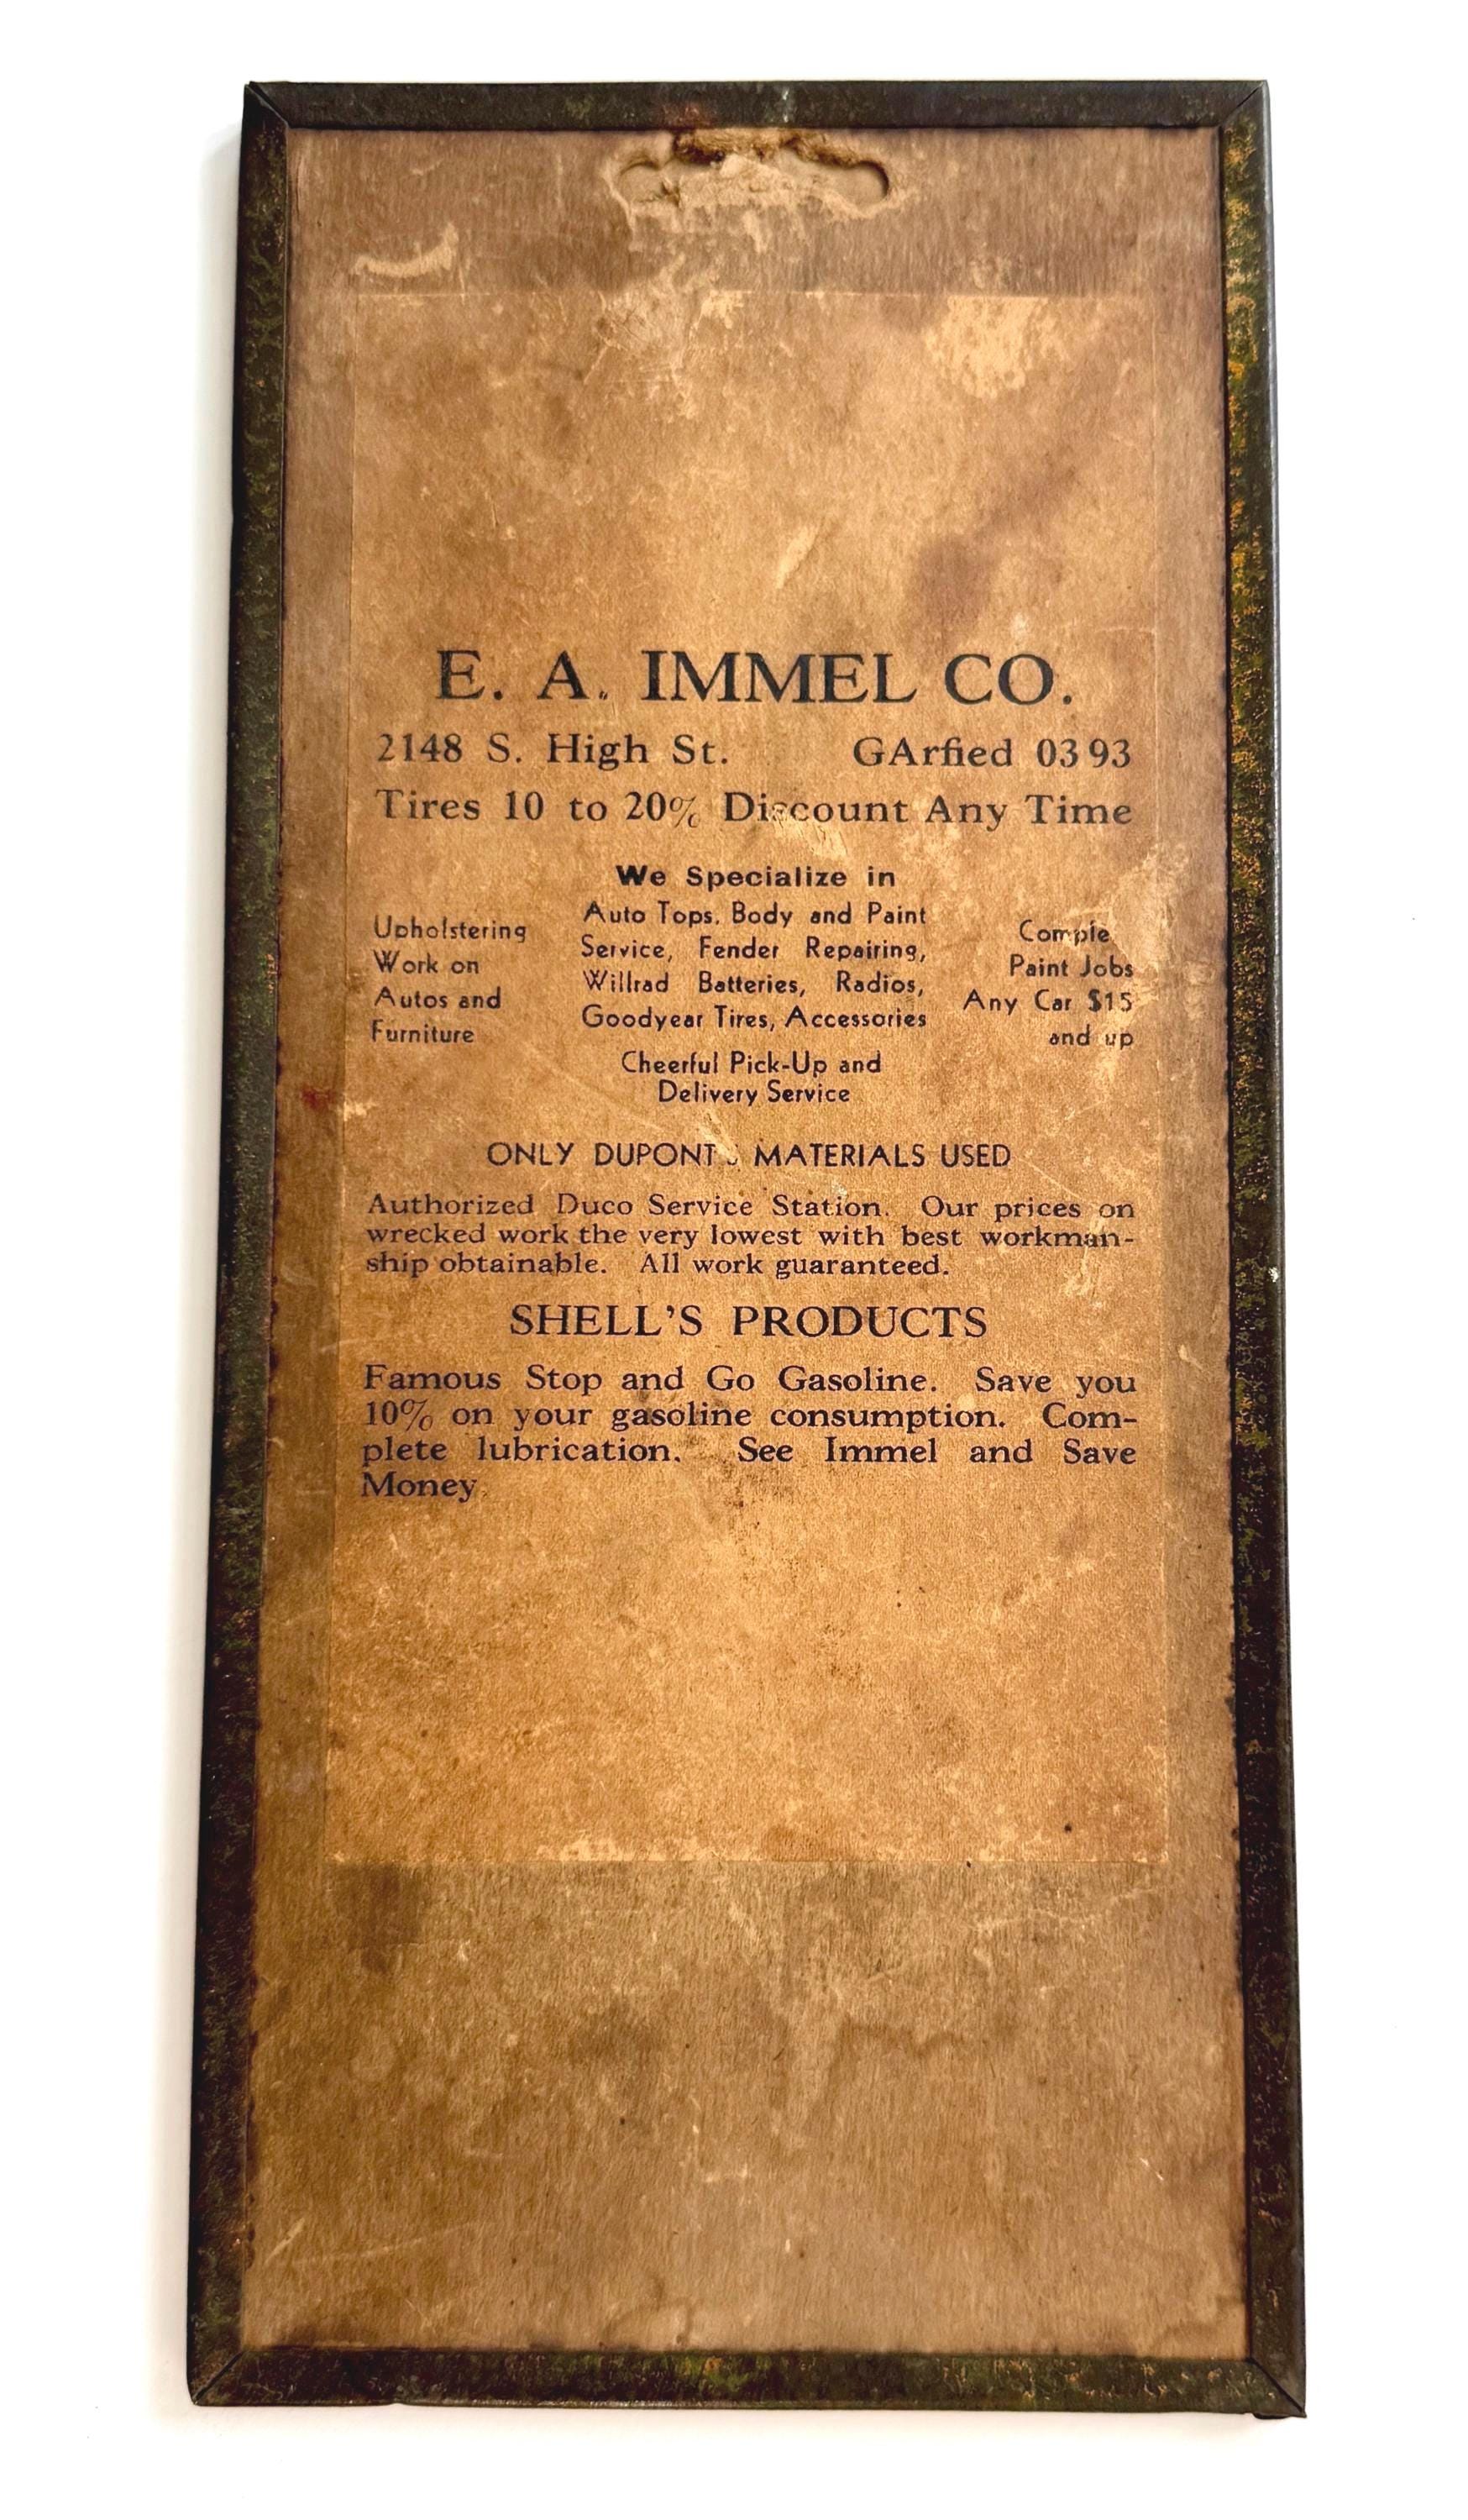 E. A. IMMEL CO.
2148 S. High St. GArfied 0393
Tires 10 to 20% Discount Any Time
We Specialize in
Upholstering
Work on
Autos and
Furniture
Auto Tops, Body and Paint
Service, Fender Repairing,
Willrad Batteries, Radios,
Goodyear Tires, Accessories
Comple
Paint Jobs
Any Car $15
and up
Cheerful Pick-Up and
Delivery Service
ONLY DUPONT MATERIALS USED
Authorized Duco Service Station. Our prices on
wrecked work the very lowest with best workman-
ship obtainable. All work guaranteed.
SHELL'S PRODUCTS
Famous Stop and Go Gasoline. Save you
10% on your gasoline consumption. Com-
plete lubrication. See Immel and Save
Money.